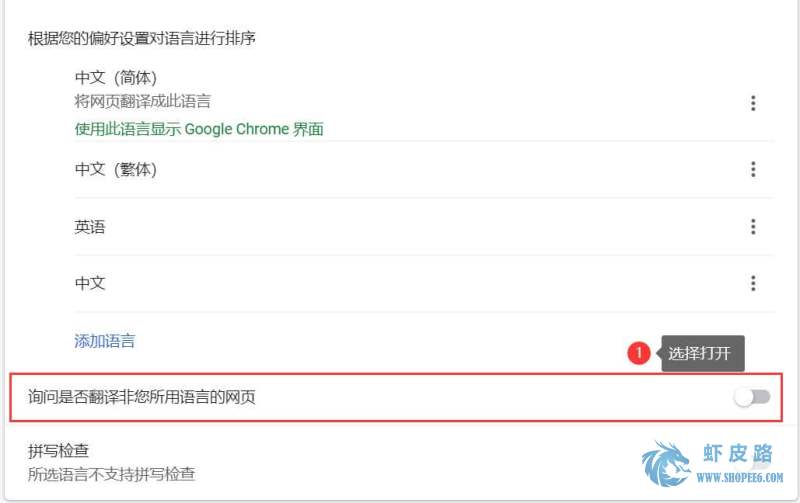 根据您的偏好设置对语言进行排序
中文（简体）
将网页翻译成此语言
使用此语言显示 Google Chrome 界面
中文（繁体）
英语
中文
添加语言
1 选择打开
询问是否翻译非您所用语言的网页
拼写检查
所选语言不支持拼写检查
虾皮路
WWW.SHOPEE6.COM